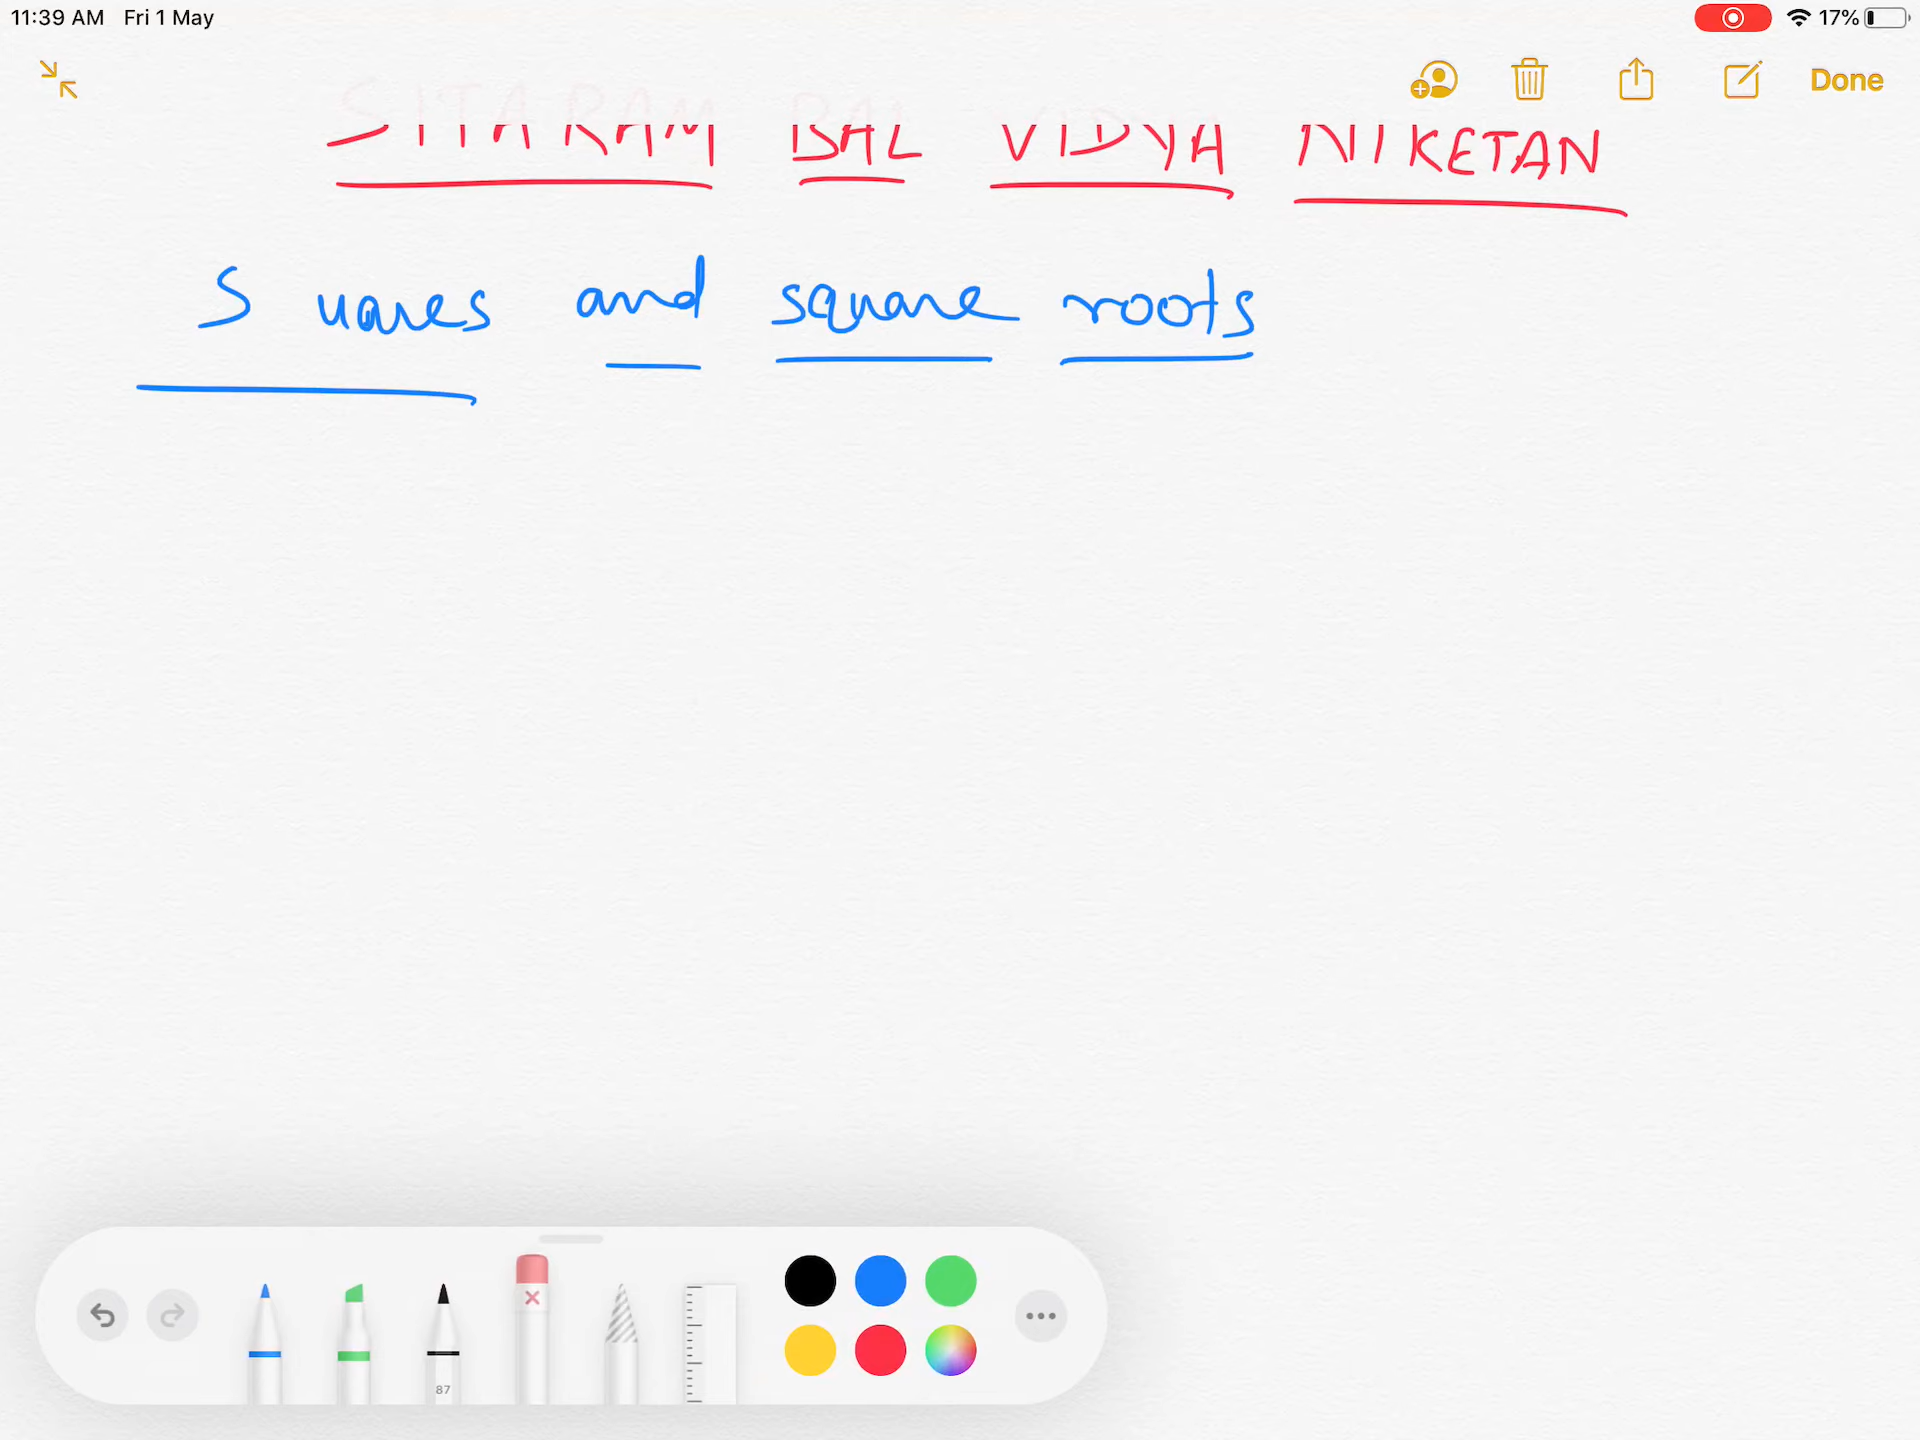 11:39 AM Fri 1 May 17%
Done
SITARAM BAL VIDYA NIKETAN
S uares and square roots
87